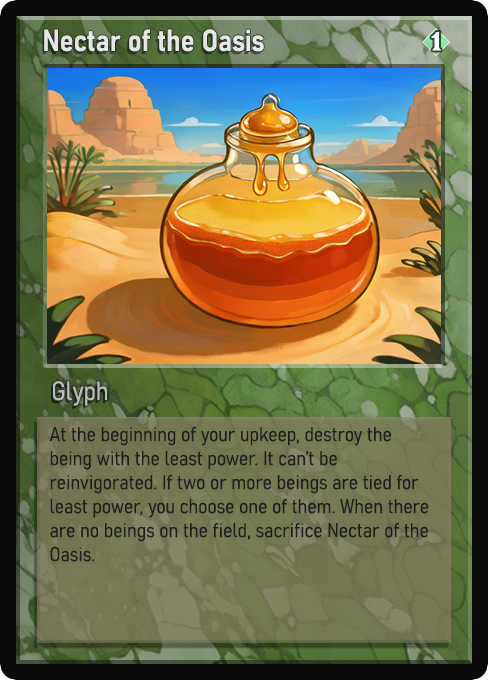 Nectar of the Oasis
1
Glyph
At the beginning of your upkeep, destroy the
being with the least power. It can't be
reinvigorated. If two or more beings are tied for
least power, you choose one of them. When there
are no beings on the field, sacrifice Nectar of the
Oasis.